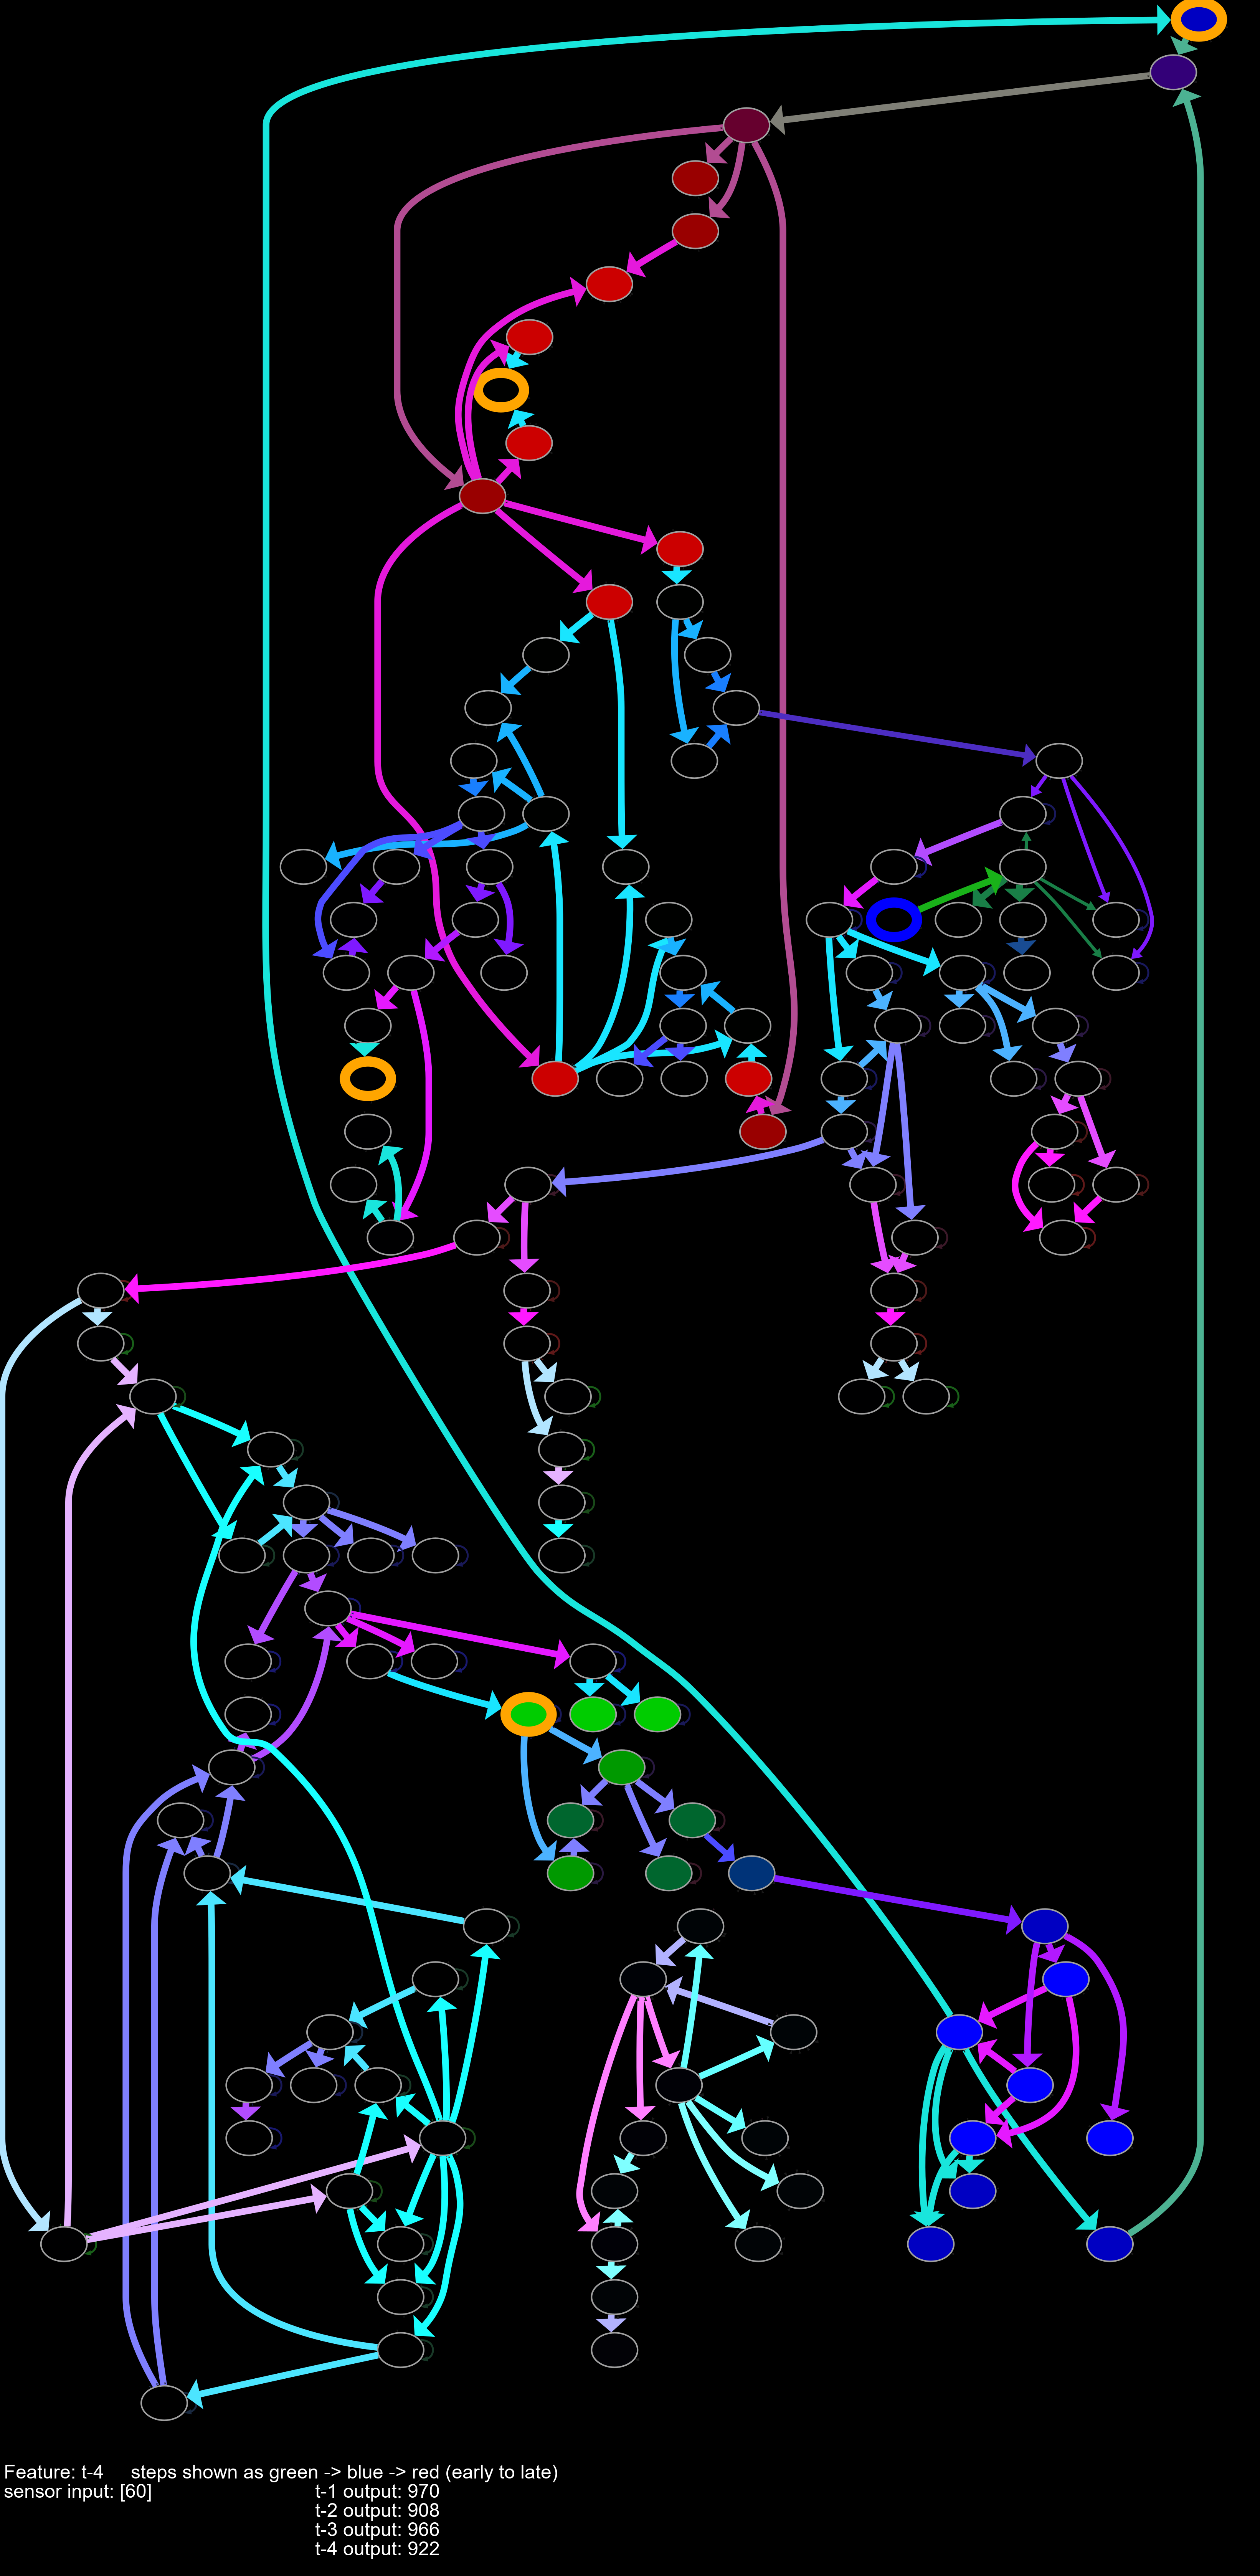 Feature: t-4 steps shown as green -> blue -> red (early to late)
sensor input: [60] t-1 output: 970
t-2 output: 908
t-3 output: 966
t-4 output: 922